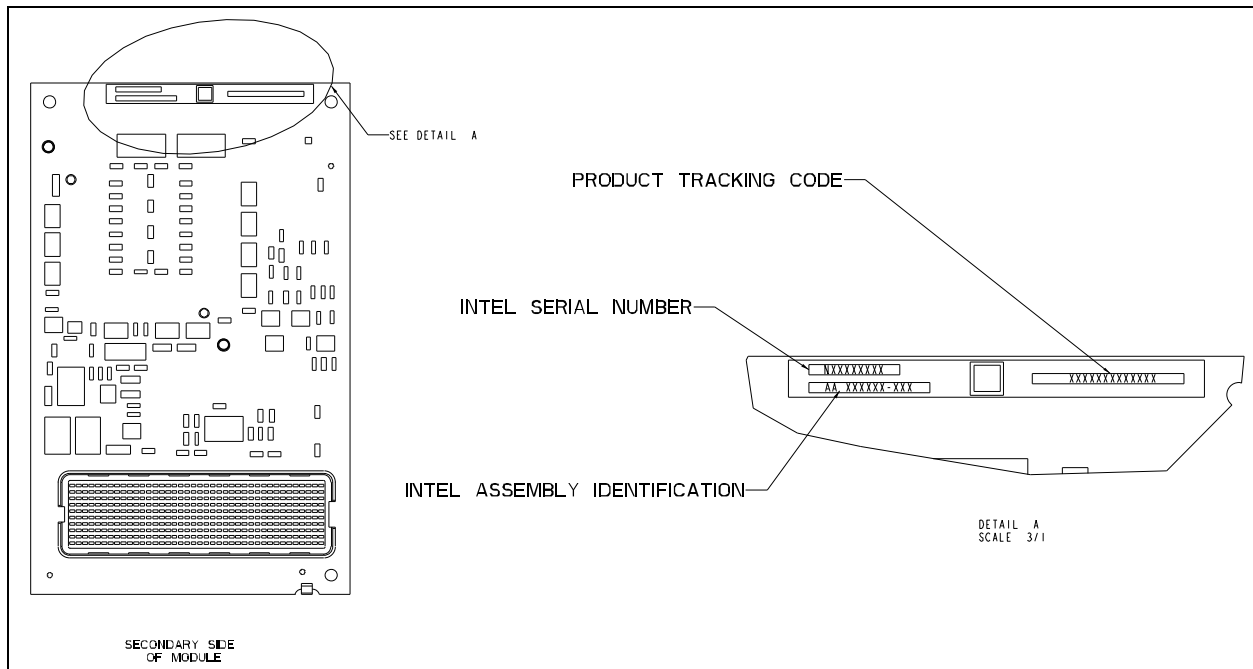 SEE DETAIL A
PRODUCT TRACKING CODE
INTEL SERIAL NUMBER
NXXXXXXXX
XXXXXXXXXXXXX
AA XXXXXX-XXX
INTEL ASSEMBLY IDENTIFICATION
DETAIL A
SCALE 3/1
SECONDARY SIDE
OF MODULE